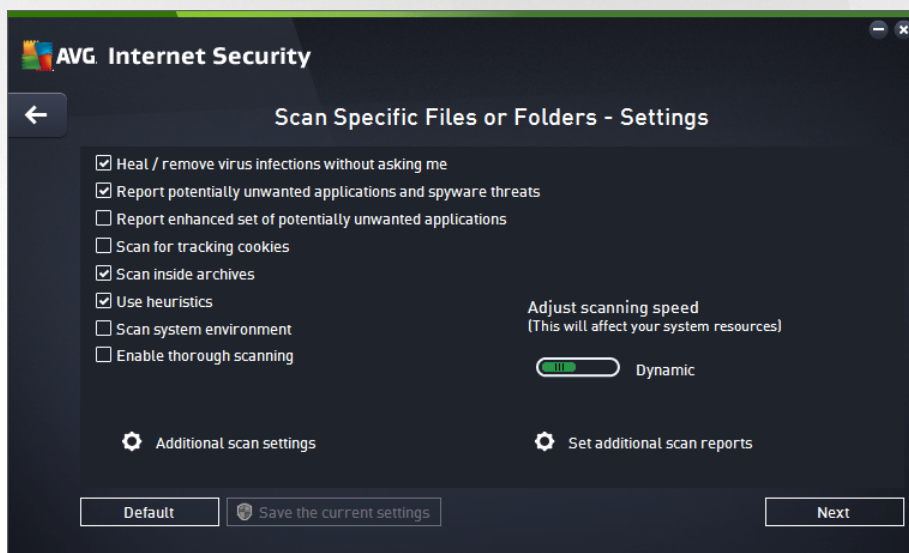 AVG. Internet Security
Scan Specific Files or Folders - Settings
Heal / remove virus infections without asking me
Report potentially unwanted applications and spyware threats
Report enhanced set of potentially unwanted applications
Scan for tracking cookies
Scan inside archives
Use heuristics
Scan system environment
Enable thorough scanning
Adjust scanning speed
(This will affect your system resources)
Dynamic
Additional scan settings
Set additional scan reports
Default
Save the current settings
Next